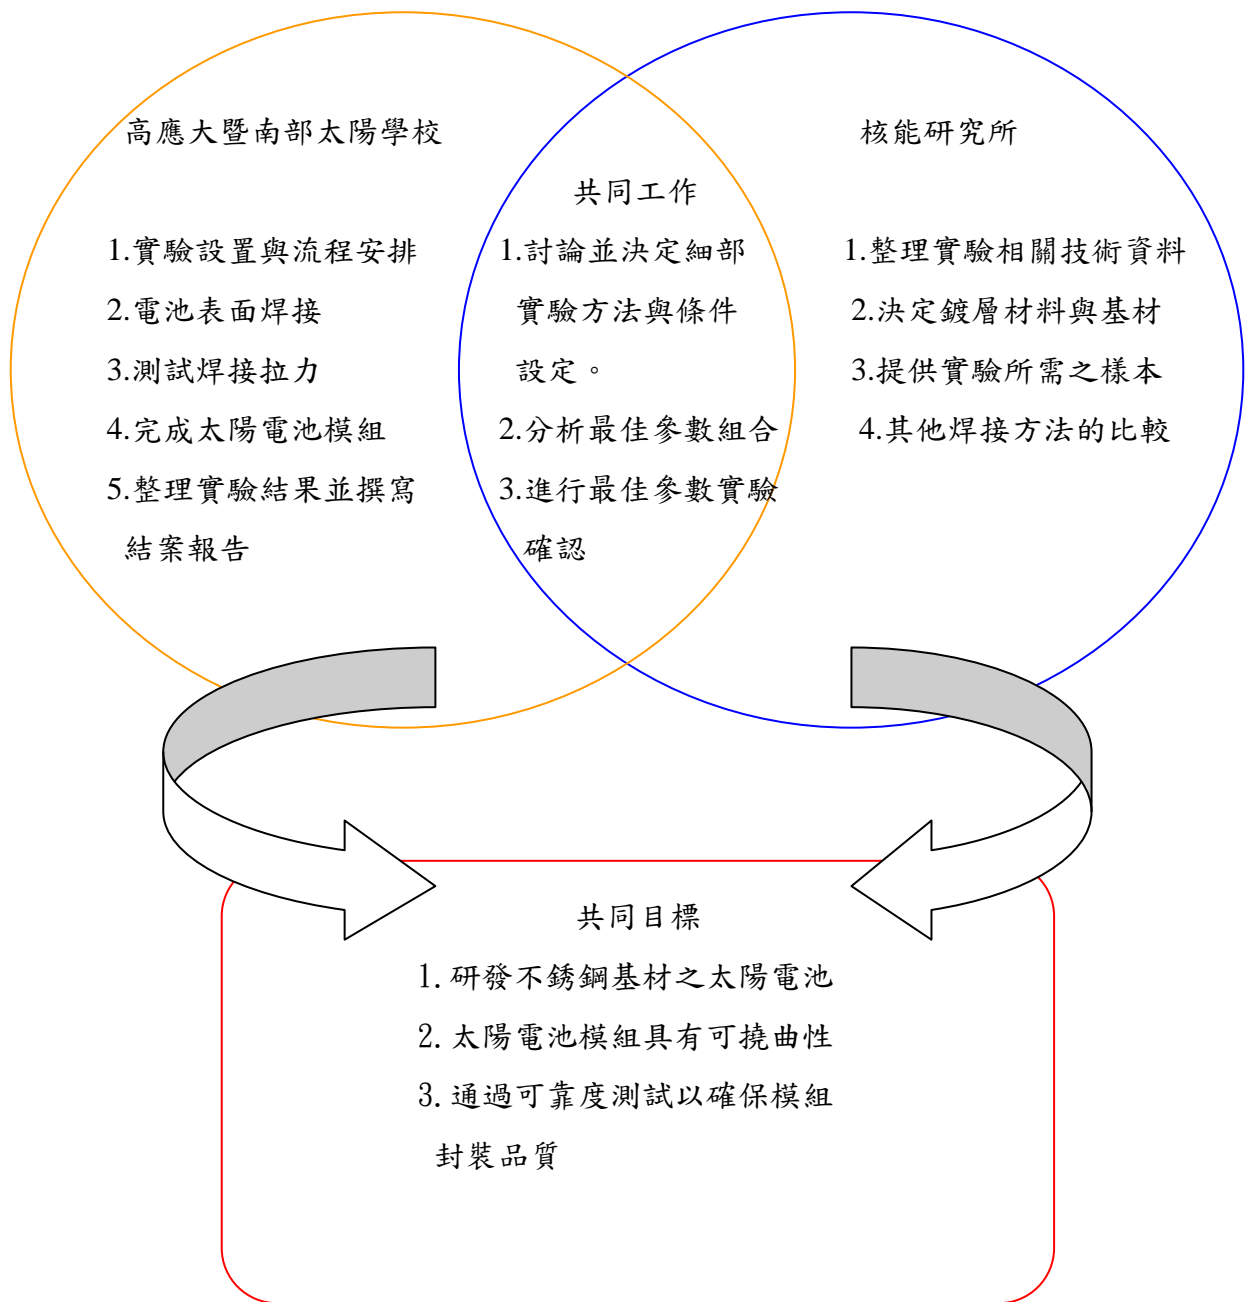 高應大暨南部太陽學校
1.實驗設置與流程安排
2.電池表面焊接
3.測試焊接拉力
4.完成太陽電池模組
5.整理實驗結果並撰寫
結案報告
共同工作
1.討論並決定細部
實驗方法與條件
設定。
2.分析最佳參數組合
3.進行最佳參數實驗
確認
核能研究所
1.整理實驗相關技術資料
2.決定鍍層材料與基材
3.提供實驗所需之樣本
4.其他焊接方法的比較
共同目標
1.研發不銹鋼基材之太陽電池
2.太陽電池模組具有可撓曲性
3.通過可靠度測試以確保模組
封裝品質